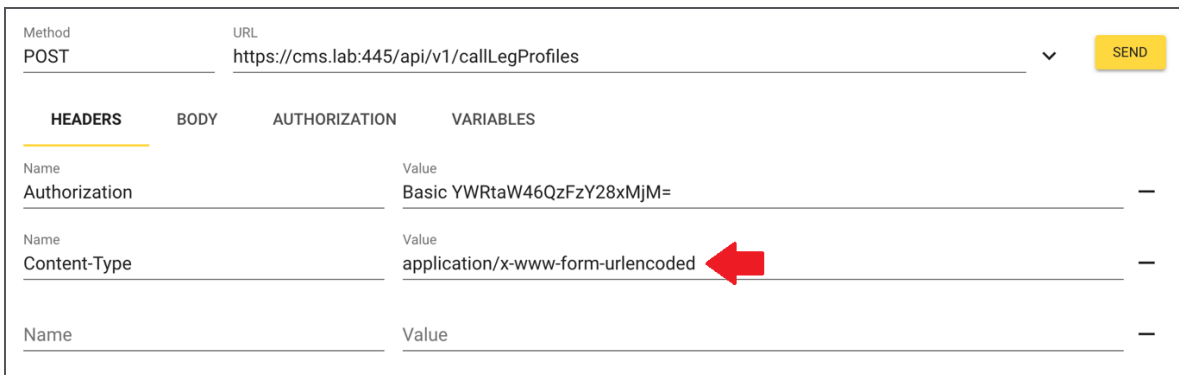 Method URL
POST https://cms.lab:445/api/v1/callLegProfiles SEND
HEADERS BODY AUTHORIZATION VARIABLES
Name Value
Authorization Basic YWRtaW46QzFzY28xMjM=
Name Value
Content-Type application/x-www-form-urlencoded
Name Value